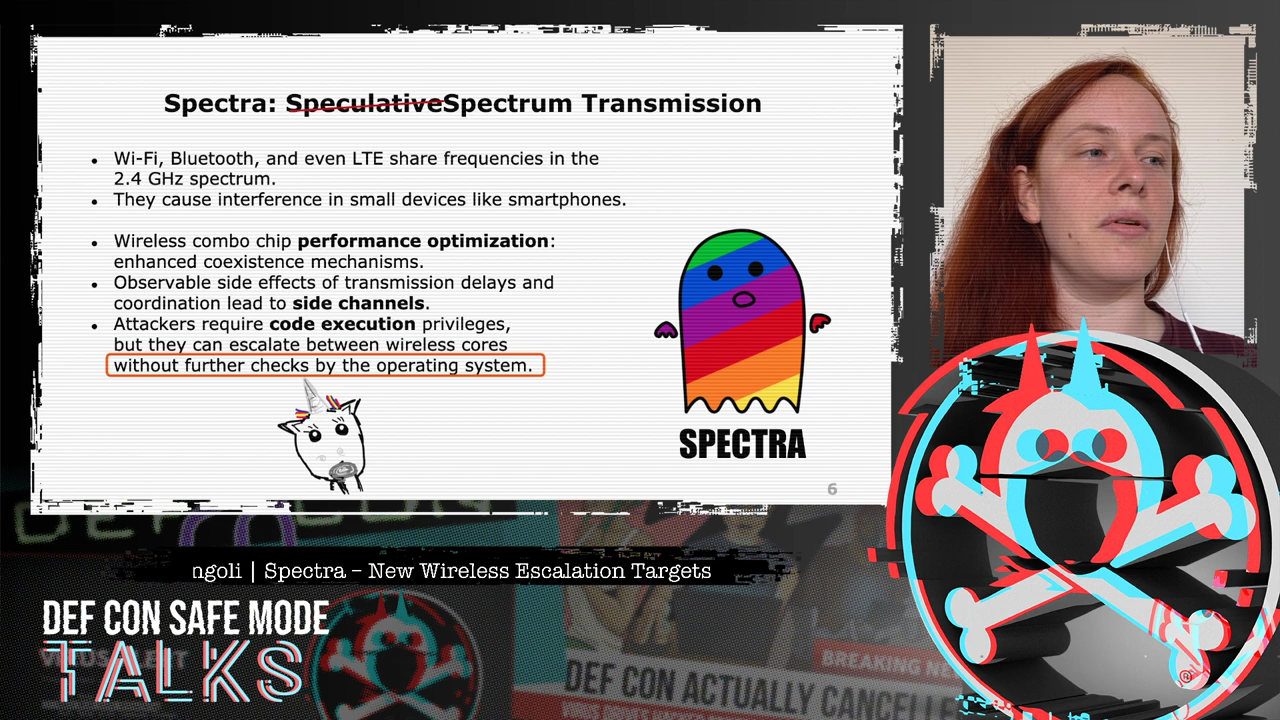 Spectra: SpeculativeSpectrum Transmission
• Wi-Fi, Bluetooth, and even LTE share frequencies in the
2.4 GHz spectrum.
• They cause interference in small devices like smartphones.
• Wireless combo chip performance optimization:
enhanced coexistence mechanisms.
• Observable side effects of transmission delays and
coordination lead to side channels.
• Attackers require code execution privileges,
but they can escalate between wireless cores
without further checks by the operating system.
SPECTRA
6
DEF CON
ngoli | Spectra – New Wireless Escalation Targets
DEF CON SAFE MODE
TALKS
BREAKING NE
DEF CON ACTUALLY CANCELLE